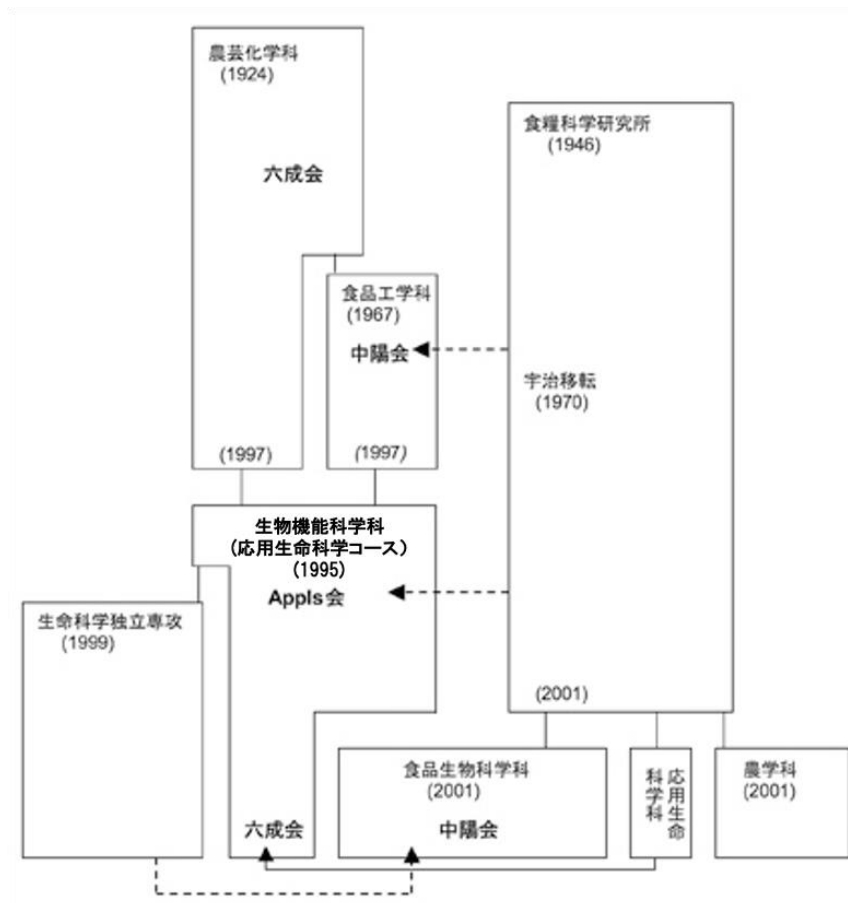 農芸化学科
(1924)
六成会
食糧科学研究所
(1946)
食品工学科
(1967)
中陽会
宇治移転
(1970)
(1997)
(1997)
生物機能科学科
（応用生命科学コース）
(1995)
Appls会
生命科学独立専攻
(1999)
(2001)
食品生物科学科
(2001)
中陽会
六成会
応用生命
科学科
農学科
(2001)